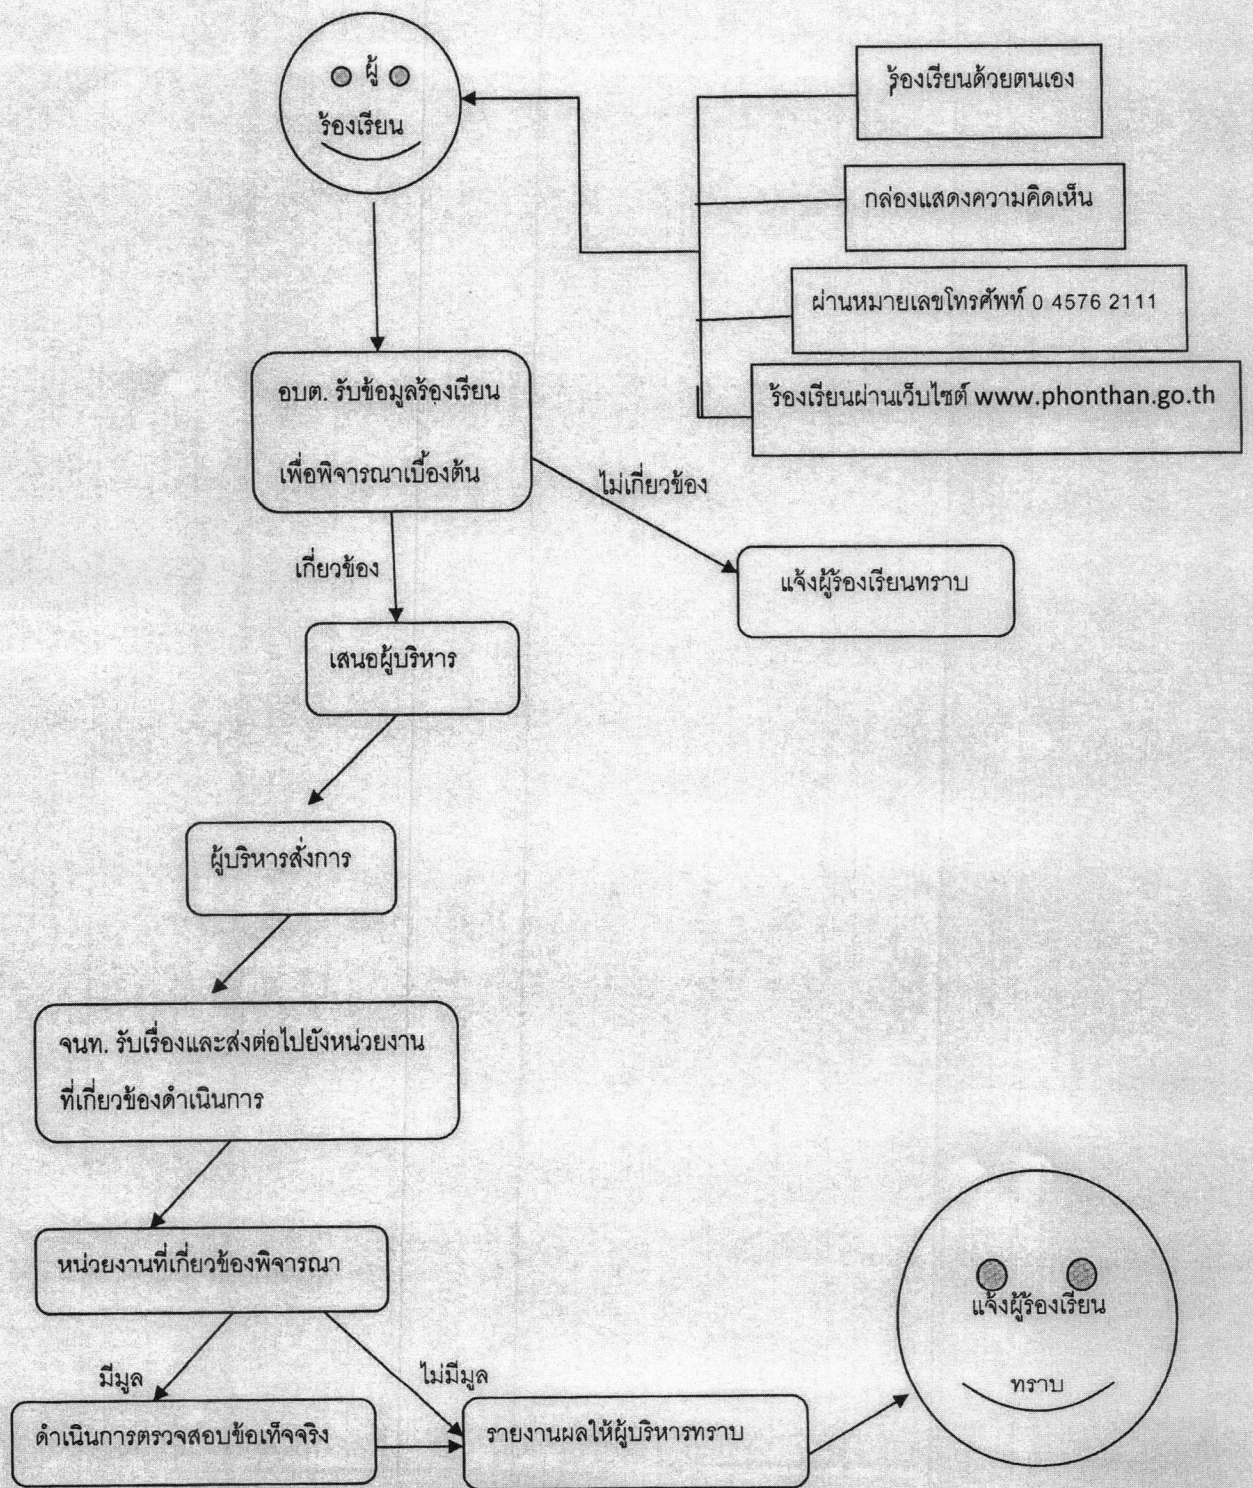 ผู้
ร้องเรียน
ร้องเรียนด้วยตนเอง
กล่องแสดงความคิดเห็น
ผ่านหมายเลขโทรศัพท์ 0 4576 2111
ร้องเรียนผ่านเว็บไซต์ www.phonthan.go.th
อบต. รับข้อมูลร้องเรียน
เพื่อพิจารณาเบื้องต้น
ไม่เกี่ยวข้อง
แจ้งผู้ร้องเรียนทราบ
เกี่ยวข้อง
เสนอผู้บริหาร
ผู้บริหารสั่งการ
จนท. รับเรื่องและส่งต่อไปยังหน่วยงาน
ที่เกี่ยวข้องดำเนินการ
หน่วยงานที่เกี่ยวข้องพิจารณา
มีมูล
ไม่มีมูล
ดำเนินการตรวจสอบข้อเท็จจริง
รายงานผลให้ผู้บริหารทราบ
แจ้งผู้ร้องเรียน
ทราบ